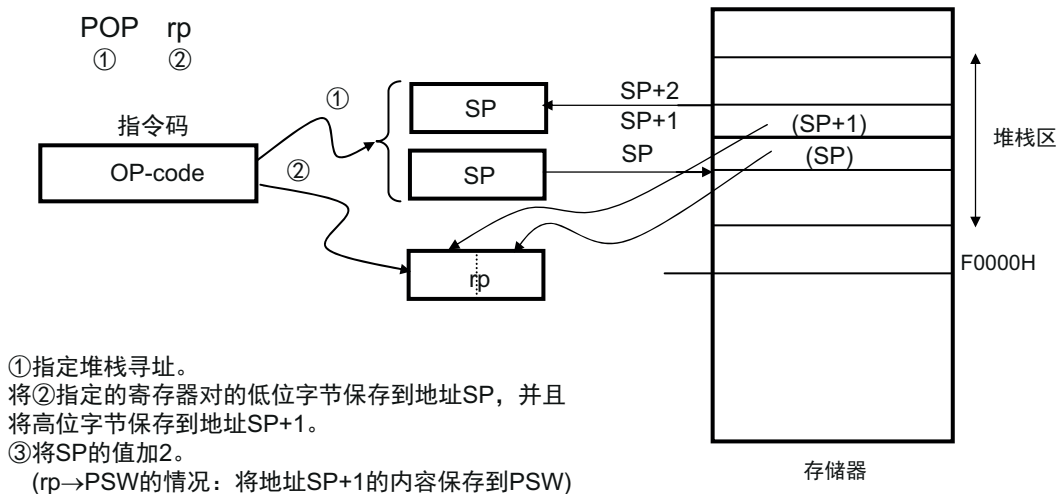 POP rp
① ②
指令码
OP-code
①
②
SP
SP
rp
SP+2
SP+1
SP
(SP+1)
(SP)
堆栈区
F0000H
存储器
①指定堆栈寻址。
将②指定的寄存器对的低位字节保存到地址SP，并且
将高位字节保存到地址SP+1。
③将SP的值加2。
(rp→PSW的情况：将地址SP+1的内容保存到PSW)